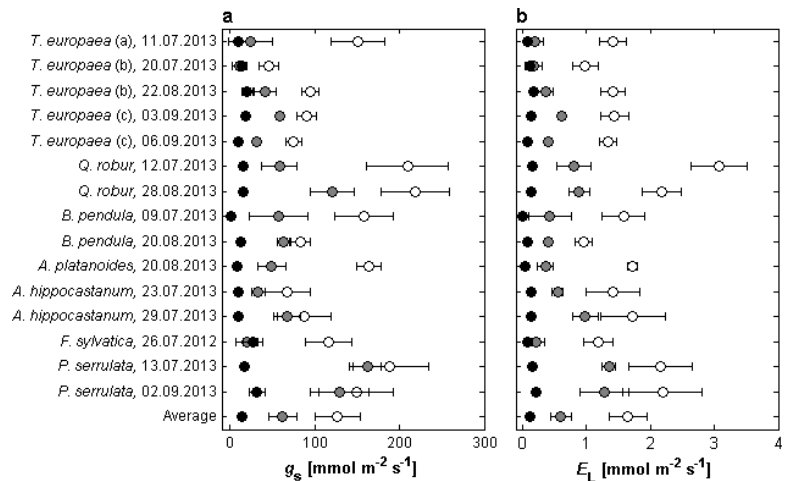 a
b
T. europaea (a), 11.07.2013
T. europaea (b), 20.07.2013
T. europaea (b), 22.08.2013
T. europaea (c), 03.09.2013
T. europaea (c), 06.09.2013
Q. robur, 12.07.2013
Q. robur, 28.08.2013
B. pendula, 09.07.2013
B. pendula, 20.08.2013
A. platanoides, 20.08.2013
A. hippocastanum, 23.07.2013
A. hippocastanum, 29.07.2013
F. sylvatica, 26.07.2012
P. serrulata, 13.07.2013
P. serrulata, 02.09.2013
Average
0 100 200 300
0 1 2 3 4
gs [mmol m-2 s-1]
EL [mmol m-2 s-1]